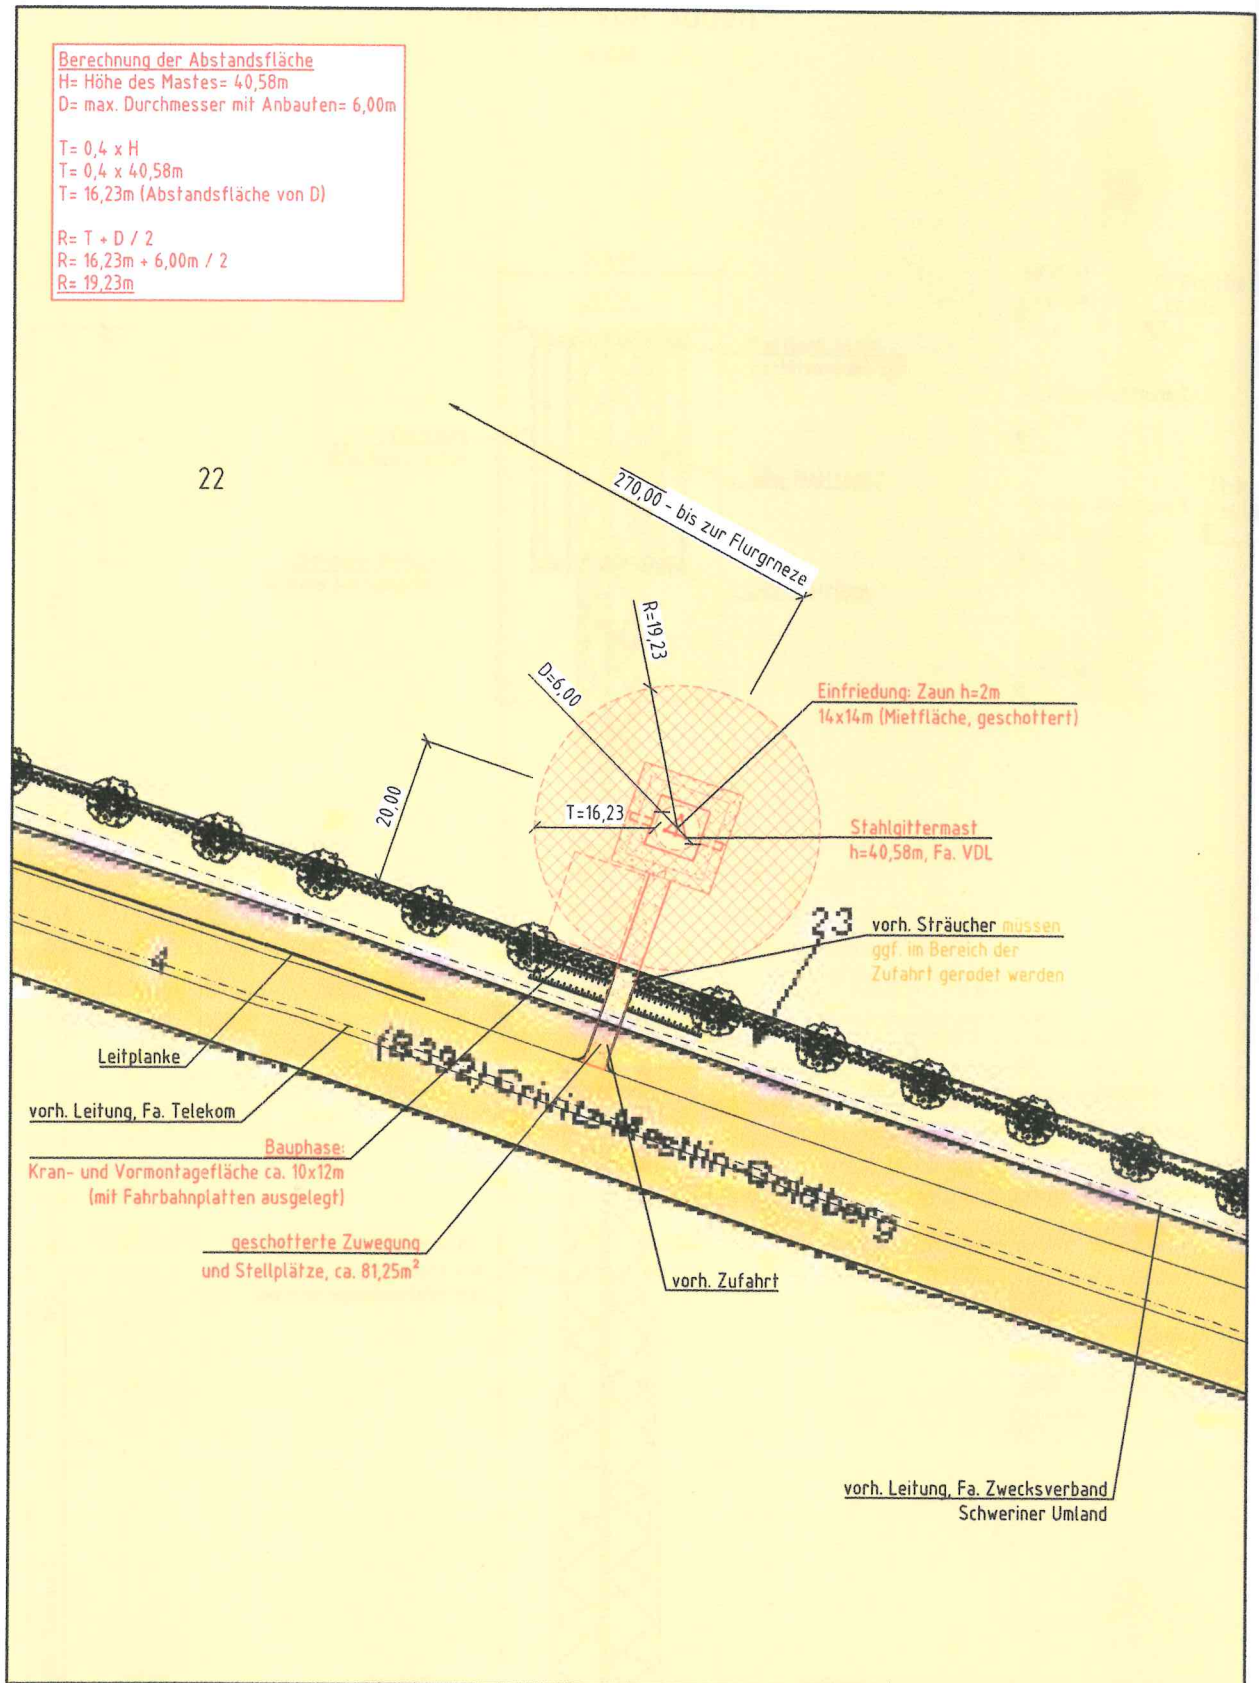 Berechnung der Abstandsfläche
H= Höhe des Mastes= 40,58m
D= max. Durchmesser mit Anbauten= 6,00m
T= 0,4 x H
T= 0,4 x 40,58m
T= 16,23m (Abstandsfläche von D)
R= T + D / 2
R= 16,23m + 6,00m / 2
R= 19,23m
22
270,00 - bis zur Flurgrneze
R=19,23
D=6,00
Einfriedung: Zaun h=2m
14x14m (Mietfläche, geschottert)
20,00
T=16,23
Stahlgittermast
h=40,58m, Fa. VDL
23
vorh. Sträucher müssen
ggf. im Bereich der
Zufahrt gerodet werden
4
Leitplanke
(B392) Crivitz-Mestlin-Goldberg
vorh. Leitung, Fa. Telekom
Bauphase:
Kran- und Vormontagefläche ca. 10x12m
(mit Fahrbahnplatten ausgelegt)
geschotterte Zuwegung
und Stellplätze, ca. 81,25m²
vorh. Zufahrt
vorh. Leitung, Fa. Zwecksverband
Schweriner Umland